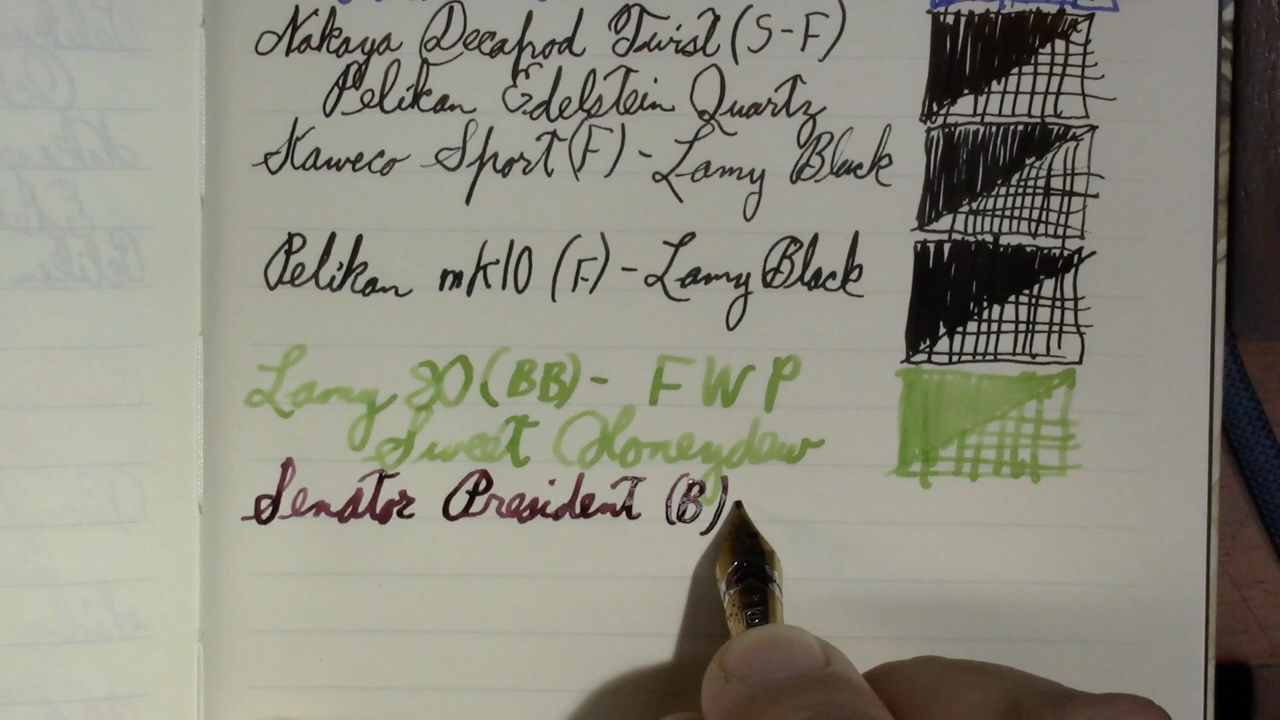 Nakaya Decapod Twist (S-F)
Pelikan Edelstein Quartz
Kaweco Sport (F) - Lamy Black
Pelikan mk10 (F) - Lamy Black
Lamy 80 (BB) - FWP
Sweet Honeydew
Senator President (B)